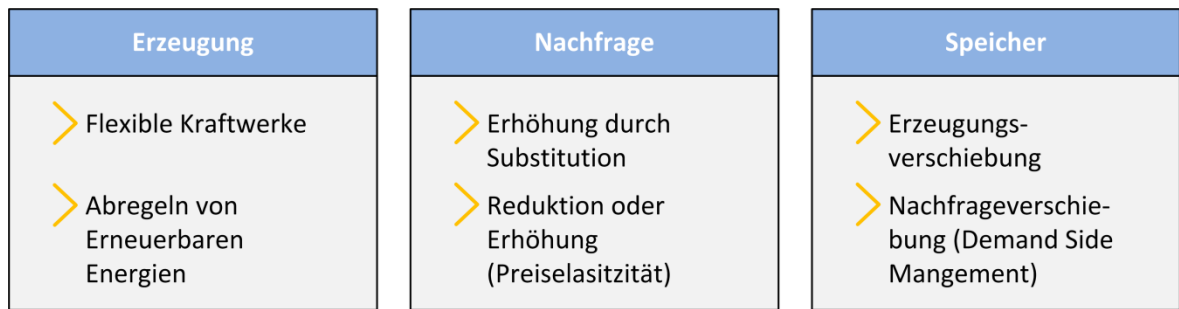 Erzeugung
Flexible Kraftwerke
Abregeln von
Erneuerbaren
Energien
Nachfrage
Erhöhung durch
Substitution
Reduktion oder
Erhöhung
(Preiselasitzität)
Speicher
Erzeugungs-
verschiebung
Nachfrageverschie-
bung (Demand Side
Mangement)